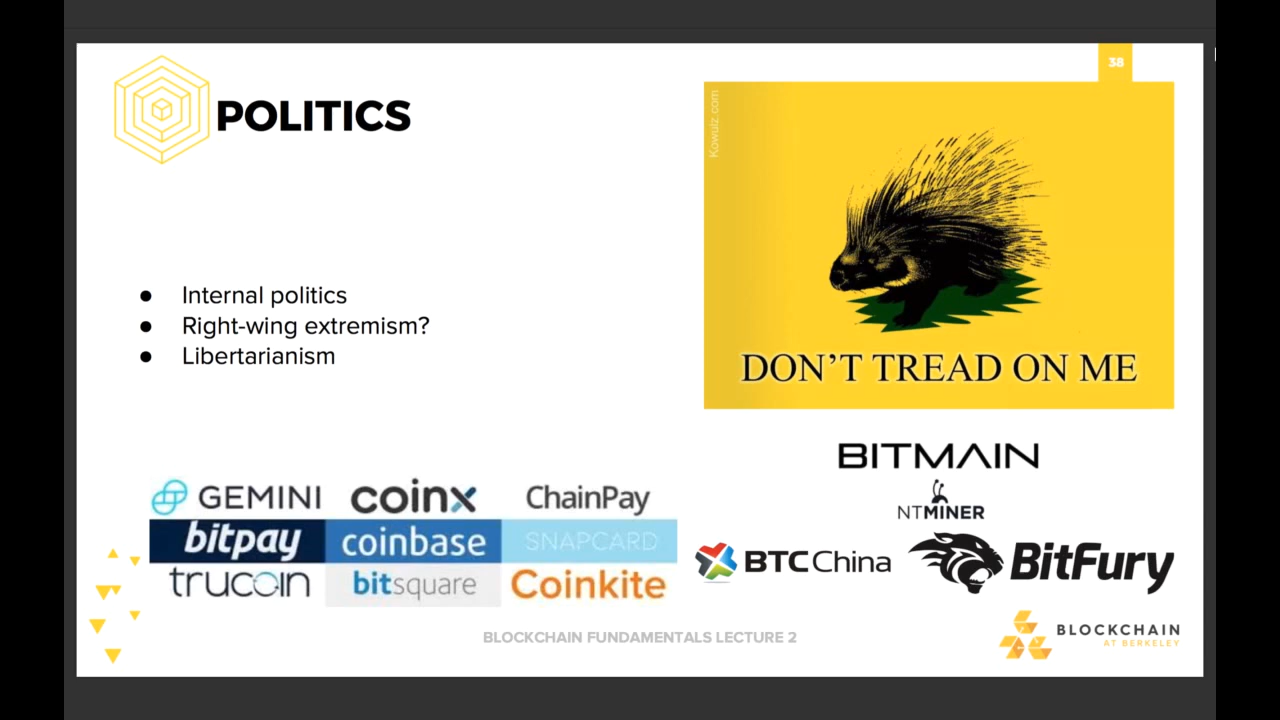 38
POLITICS
Kowulz.com
● Internal politics
● Right-wing extremism?
● Libertarianism
DON'T TREAD ON ME
BITMAIN
NTMINER
BTCChina
BitFury
GEMINI coinx ChainPay
bitpay coinbase SNAPCARD
trucoin bitsquare Coinkite
BLOCKCHAIN FUNDAMENTALS LECTURE 2
BLOCKCHAIN
AT BERKELEY